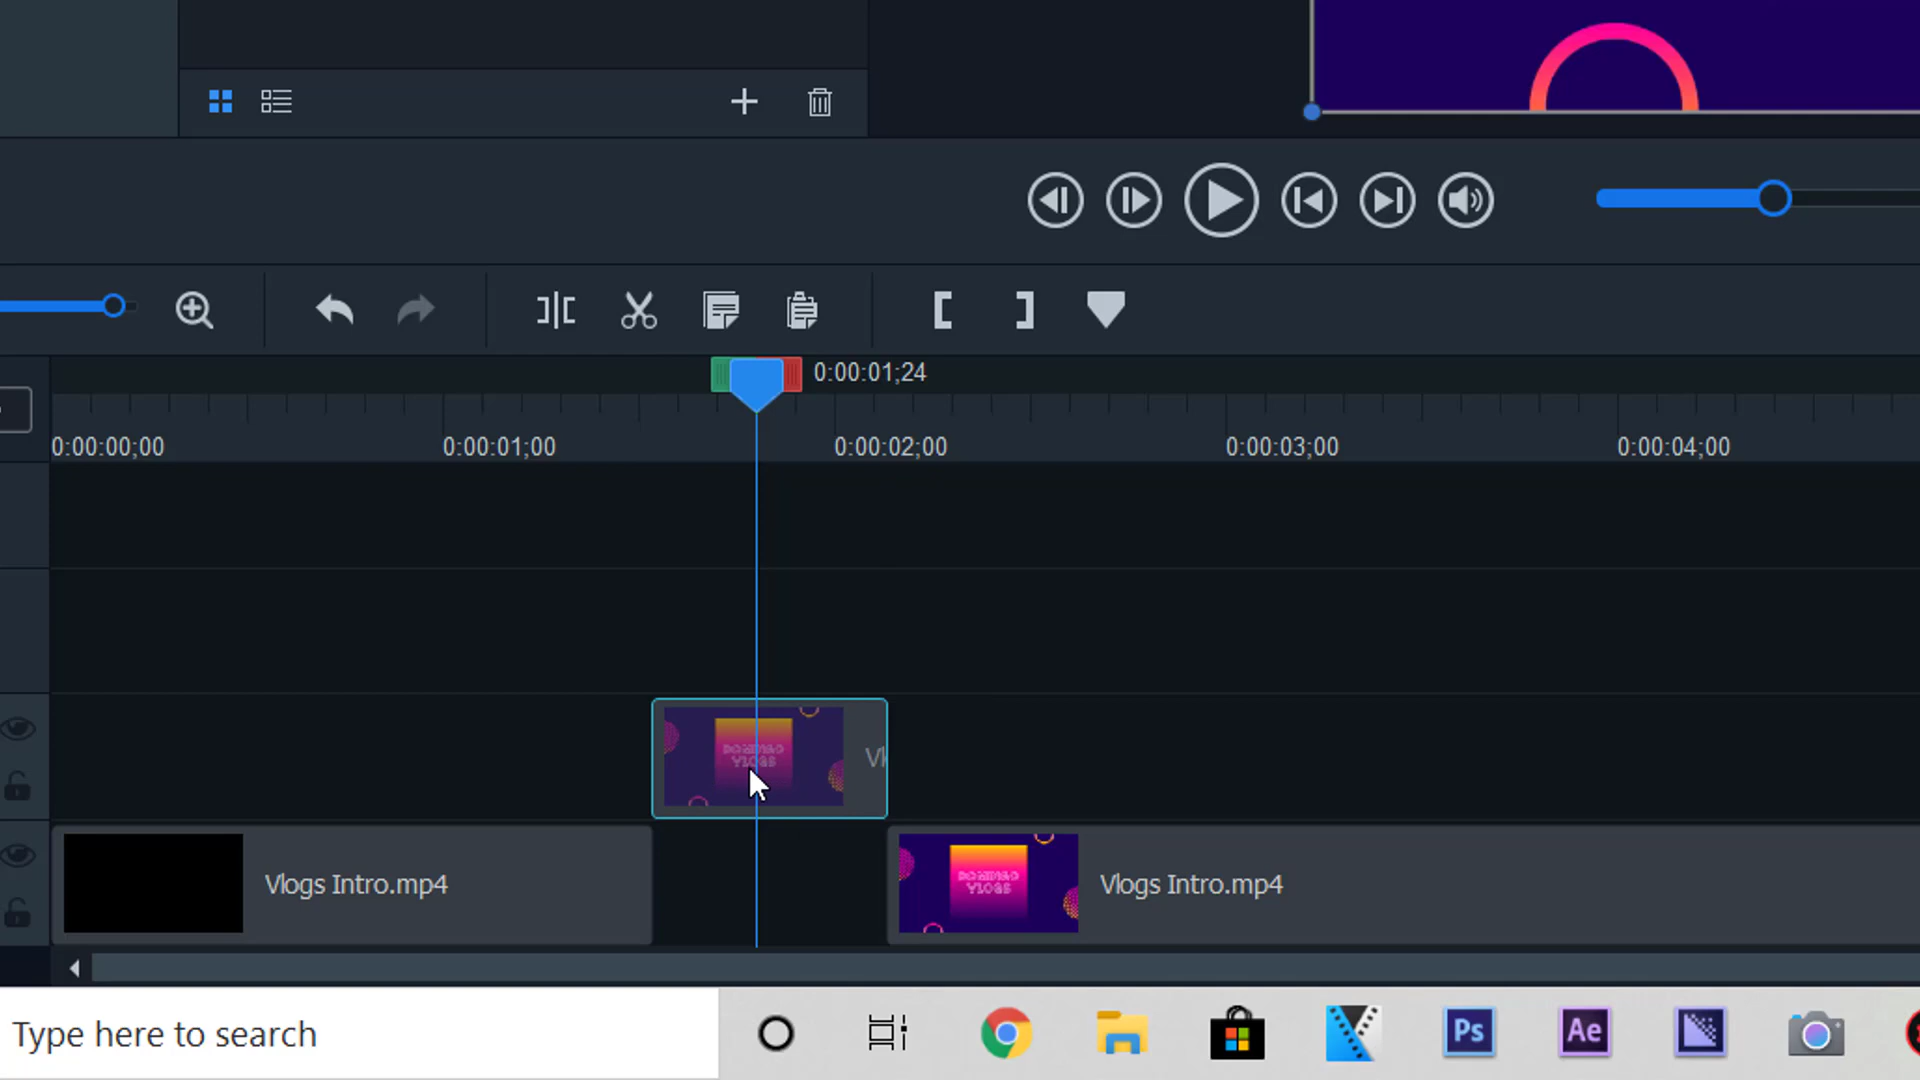 0:00:01;24
0:00:00;00 0:00:01;00 0:00:02;00 0:00:03;00 0:00:04;00
DOMINGO
VLOGS
Vlogs Intro.mp4
DOMINGO
VLOGS
Vlogs Intro.mp4
Type here to search
Ps
Ae